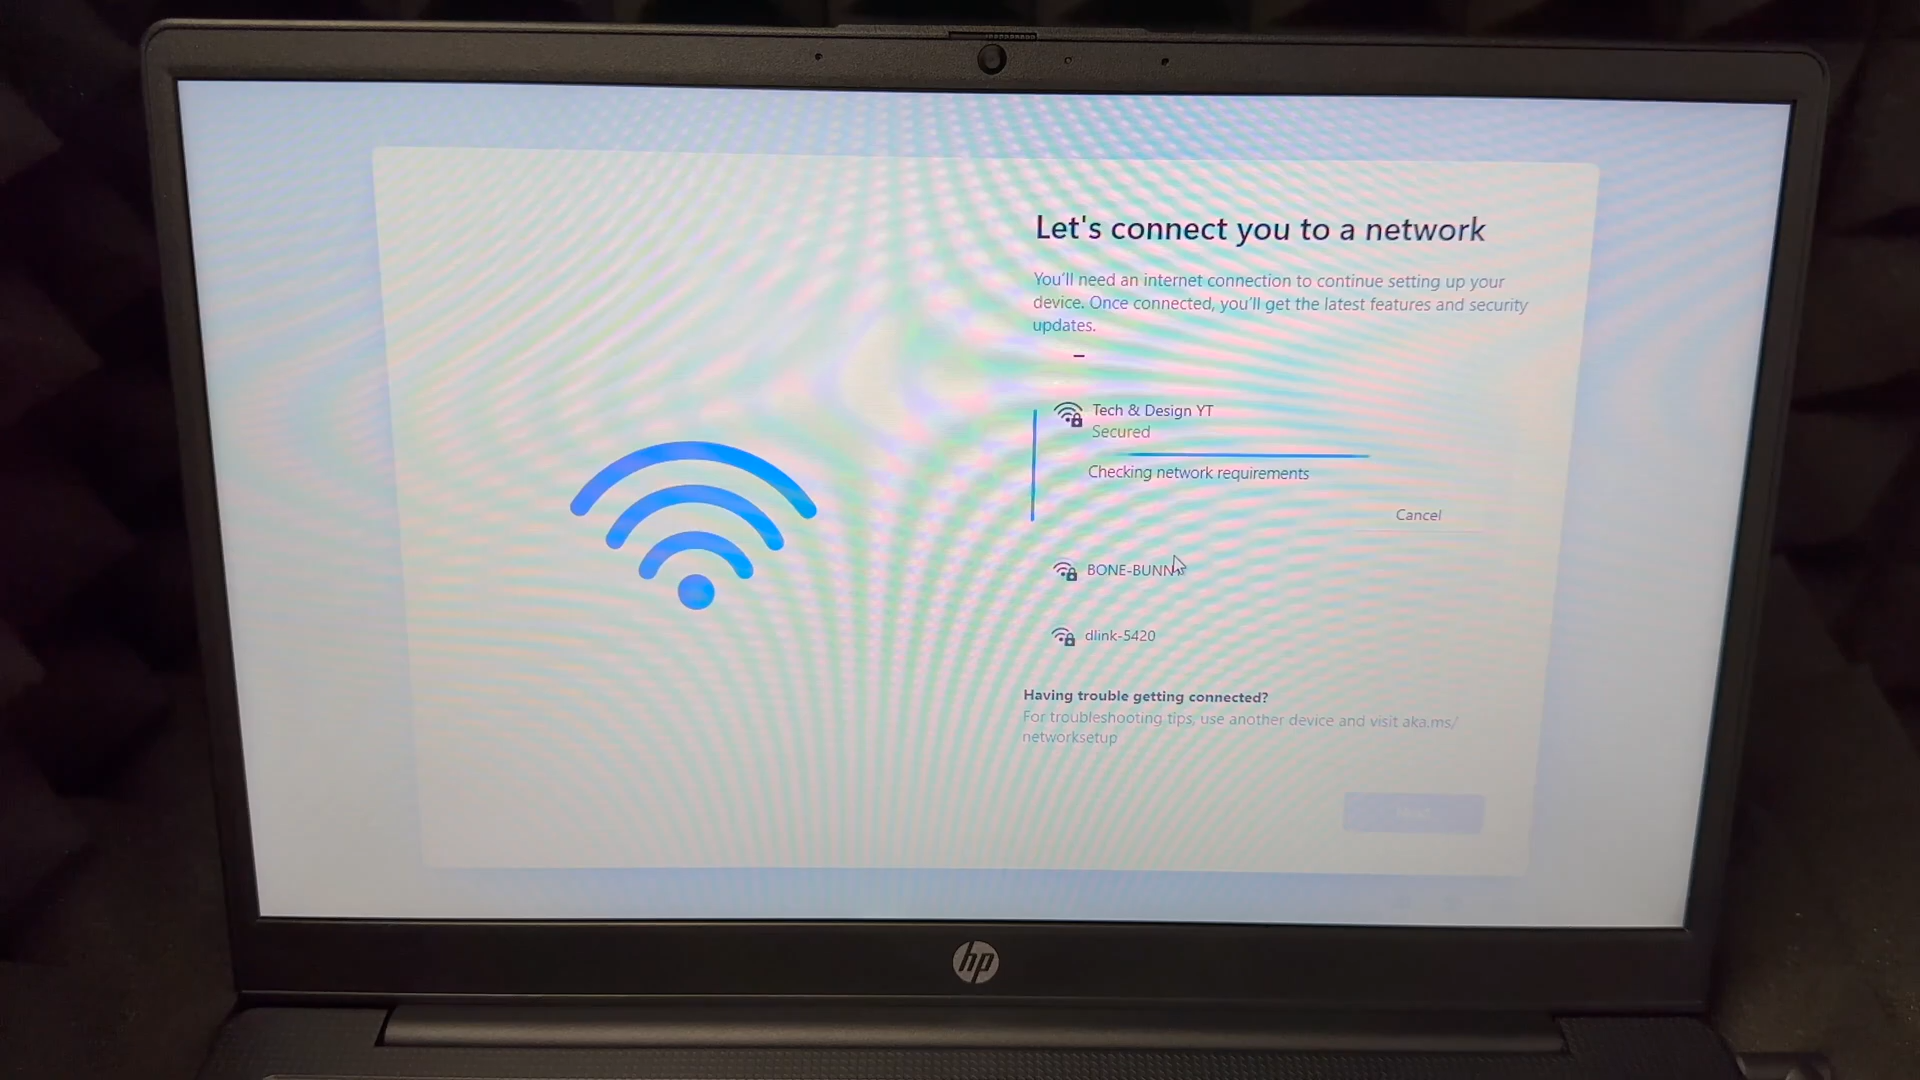 Let's connect you to a network
You'll need an internet connection to continue setting up your
device. Once connected, you'll get the latest features and security
updates.
Tech & Design YT
Secured
Checking network requirements
Cancel
BONE-BUNNY
dlink-5420
Having trouble getting connected?
For troubleshooting tips, use another device and visit aka.ms/
networksetup
hp